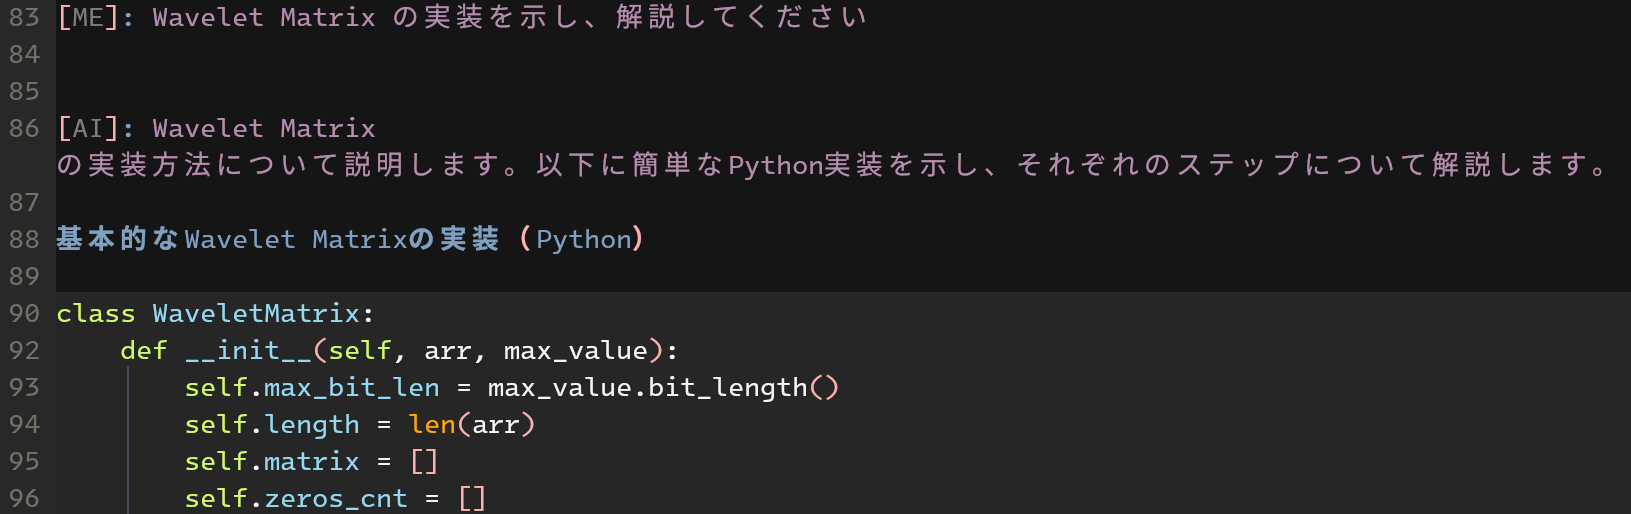 83 [ME]: Wavelet Matrix の実装を示し、解説してください
84
85
86 [AI]: Wavelet Matrix
の実装方法について説明します。以下に簡単なPython実装を示し、それぞれのステップについて解説します。
87
88 基本的なWavelet Matrixの実装（Python）
89
90 class WaveletMatrix:
92     def __init__(self, arr, max_value):
93         self.max_bit_len = max_value.bit_length()
94         self.length = len(arr)
95         self.matrix = []
96         self.zeros_cnt = []